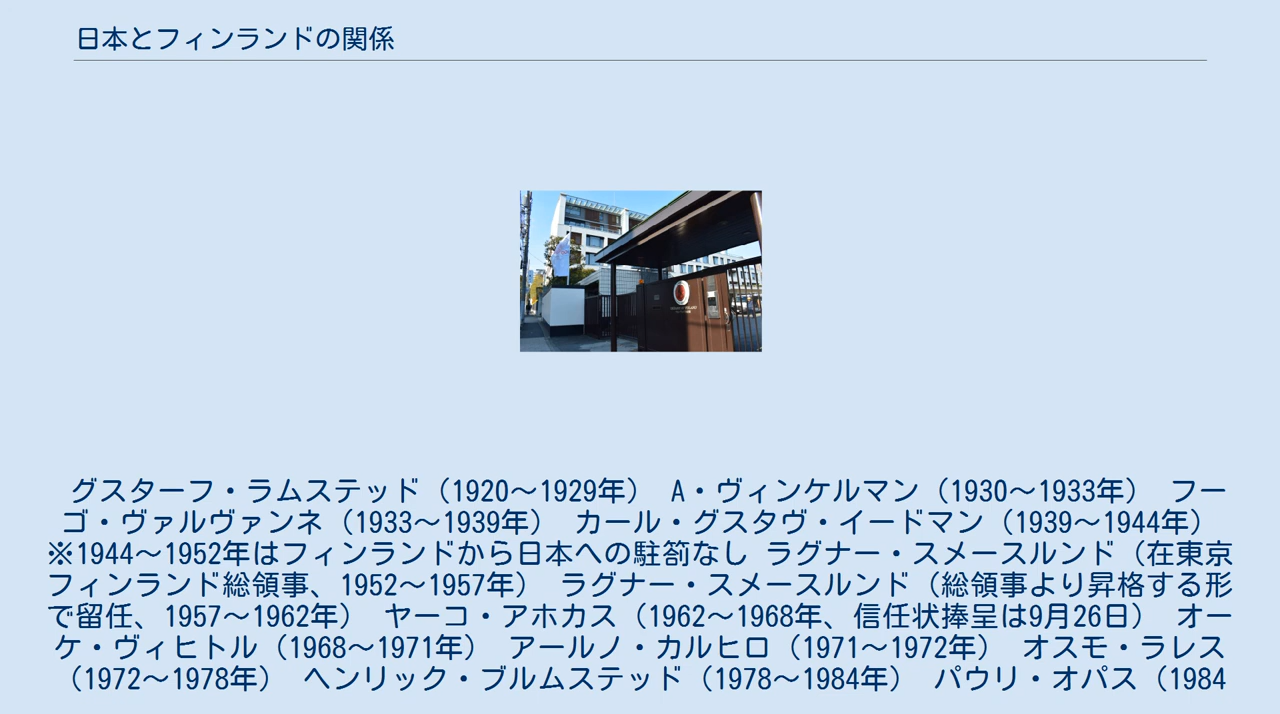 日本とフィンランドの関係
グスターフ・ラムステッド（1920〜1929年） A・ヴィンケルマン（1930〜1933年） フー
ゴ・ヴァルヴァンネ（1933〜1939年） カール・グスタヴ・イードマン（1939〜1944年）
※1944〜1952年はフィンランドから日本への駐箚なし ラグナー・スメースルンド（在東京
フィンランド総領事、1952〜1957年） ラグナー・スメースルンド（総領事より昇格する形
で留任、1957〜1962年） ヤーコ・アホカス（1962〜1968年、信任状捧呈は9月26日） オー
ケ・ヴィヒトル（1968〜1971年） アールノ・カルヒロ（1971〜1972年） オスモ・ラレス
（1972〜1978年） ヘンリック・ブルムステッド（1978〜1984年） パウリ・オパス（1984